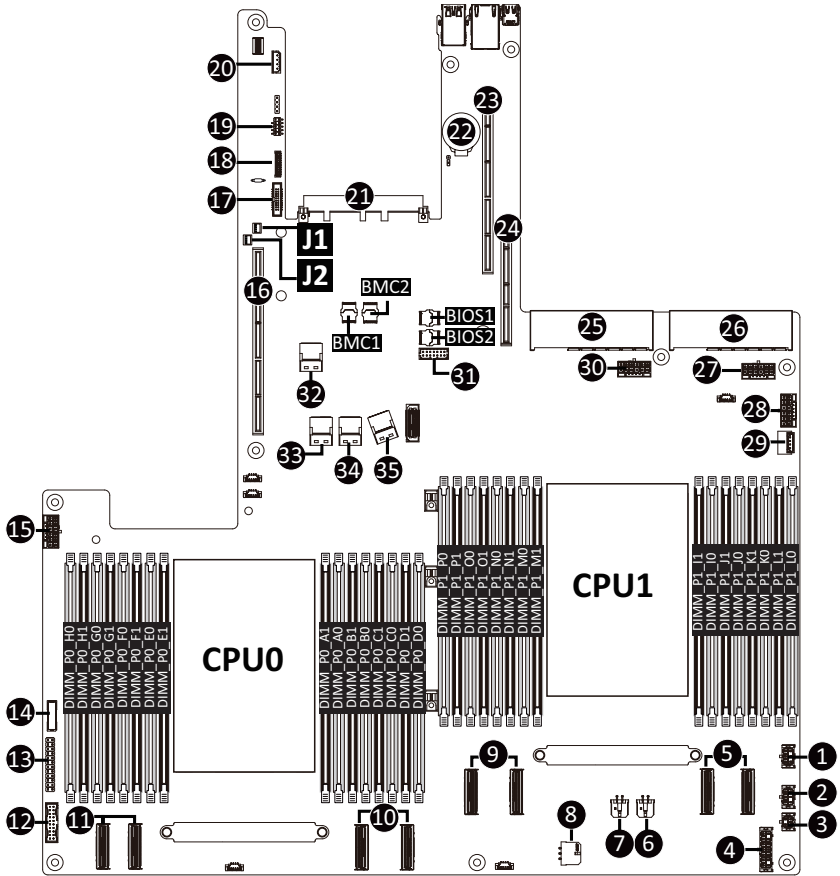 20
19
18
17
21
22
23
24
J1
J2
16
BMC2
BMC1
BIOS1
BIOS2
25
26
30
27
31
32
28
29
33
34
35
15
DIMM_P1_P0
DIMM_P1_P1
DIMM_P1_O0
DIMM_P1_O1
DIMM_P1_N0
DIMM_P1_N1
DIMM_P1_M0
DIMM_P1_M1
CPU1
DIMM_P1_I1
DIMM_P1_I0
DIMM_P1_J1
DIMM_P1_J0
DIMM_P1_K1
DIMM_P1_K0
DIMM_P1_L1
DIMM_P1_L0
DIMM_P0_H0
DIMM_P0_H1
DIMM_P0_G0
DIMM_P0_G1
DIMM_P0_F0
DIMM_P0_F1
DIMM_P0_E0
DIMM_P0_E1
CPU0
DIMM_P0_A1
DIMM_P0_A0
DIMM_P0_B1
DIMM_P0_B0
DIMM_P0_C1
DIMM_P0_C0
DIMM_P0_D1
DIMM_P0_D0
14
13
12
11
10
9
8
7
6
5
1
2
3
4